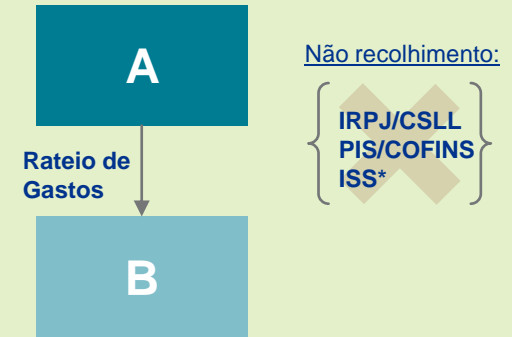 A
Não recolhimento:
IRPJ/CSLL
PIS/COFINS
ISS*
Rateio de
Gastos
B